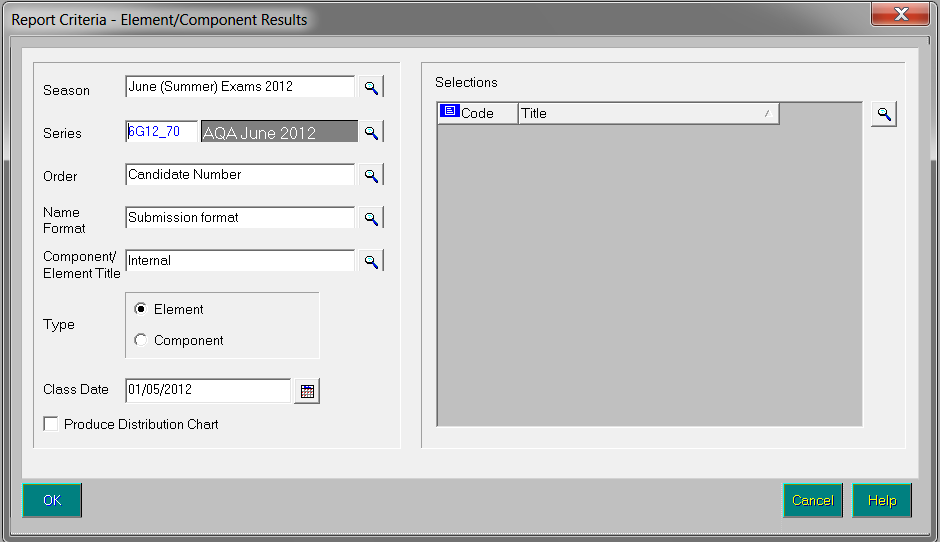 Report Criteria - Element/Component Results
Season June (Summer) Exams 2012
Series 6G12_70 AQA June 2012
Order Candidate Number
Name
Format Submission format
Component/
Element Title Internal
Type
Element
Component
Class Date 01/05/2012
Produce Distribution Chart
Selections
Code Title
OK Cancel Help